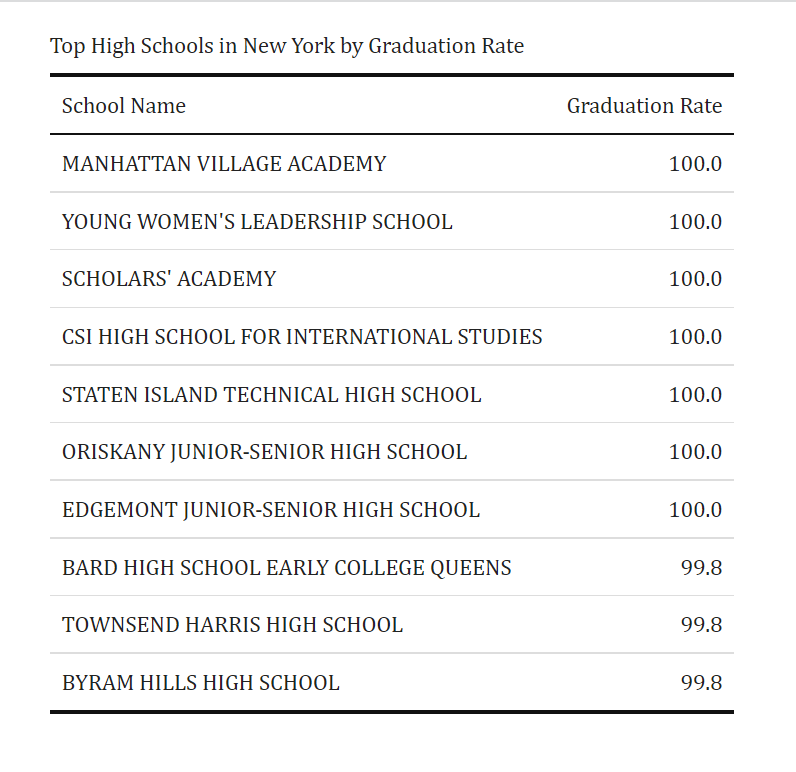 Top High Schools in New York by Graduation Rate
School Name Graduation Rate
MANHATTAN VILLAGE ACADEMY 100.0
YOUNG WOMEN'S LEADERSHIP SCHOOL 100.0
SCHOLARS' ACADEMY 100.0
CSI HIGH SCHOOL FOR INTERNATIONAL STUDIES 100.0
STATEN ISLAND TECHNICAL HIGH SCHOOL 100.0
ORISKANY JUNIOR-SENIOR HIGH SCHOOL 100.0
EDGEMONT JUNIOR-SENIOR HIGH SCHOOL 100.0
BARD HIGH SCHOOL EARLY COLLEGE QUEENS 99.8
TOWNSEND HARRIS HIGH SCHOOL 99.8
BYRAM HILLS HIGH SCHOOL 99.8